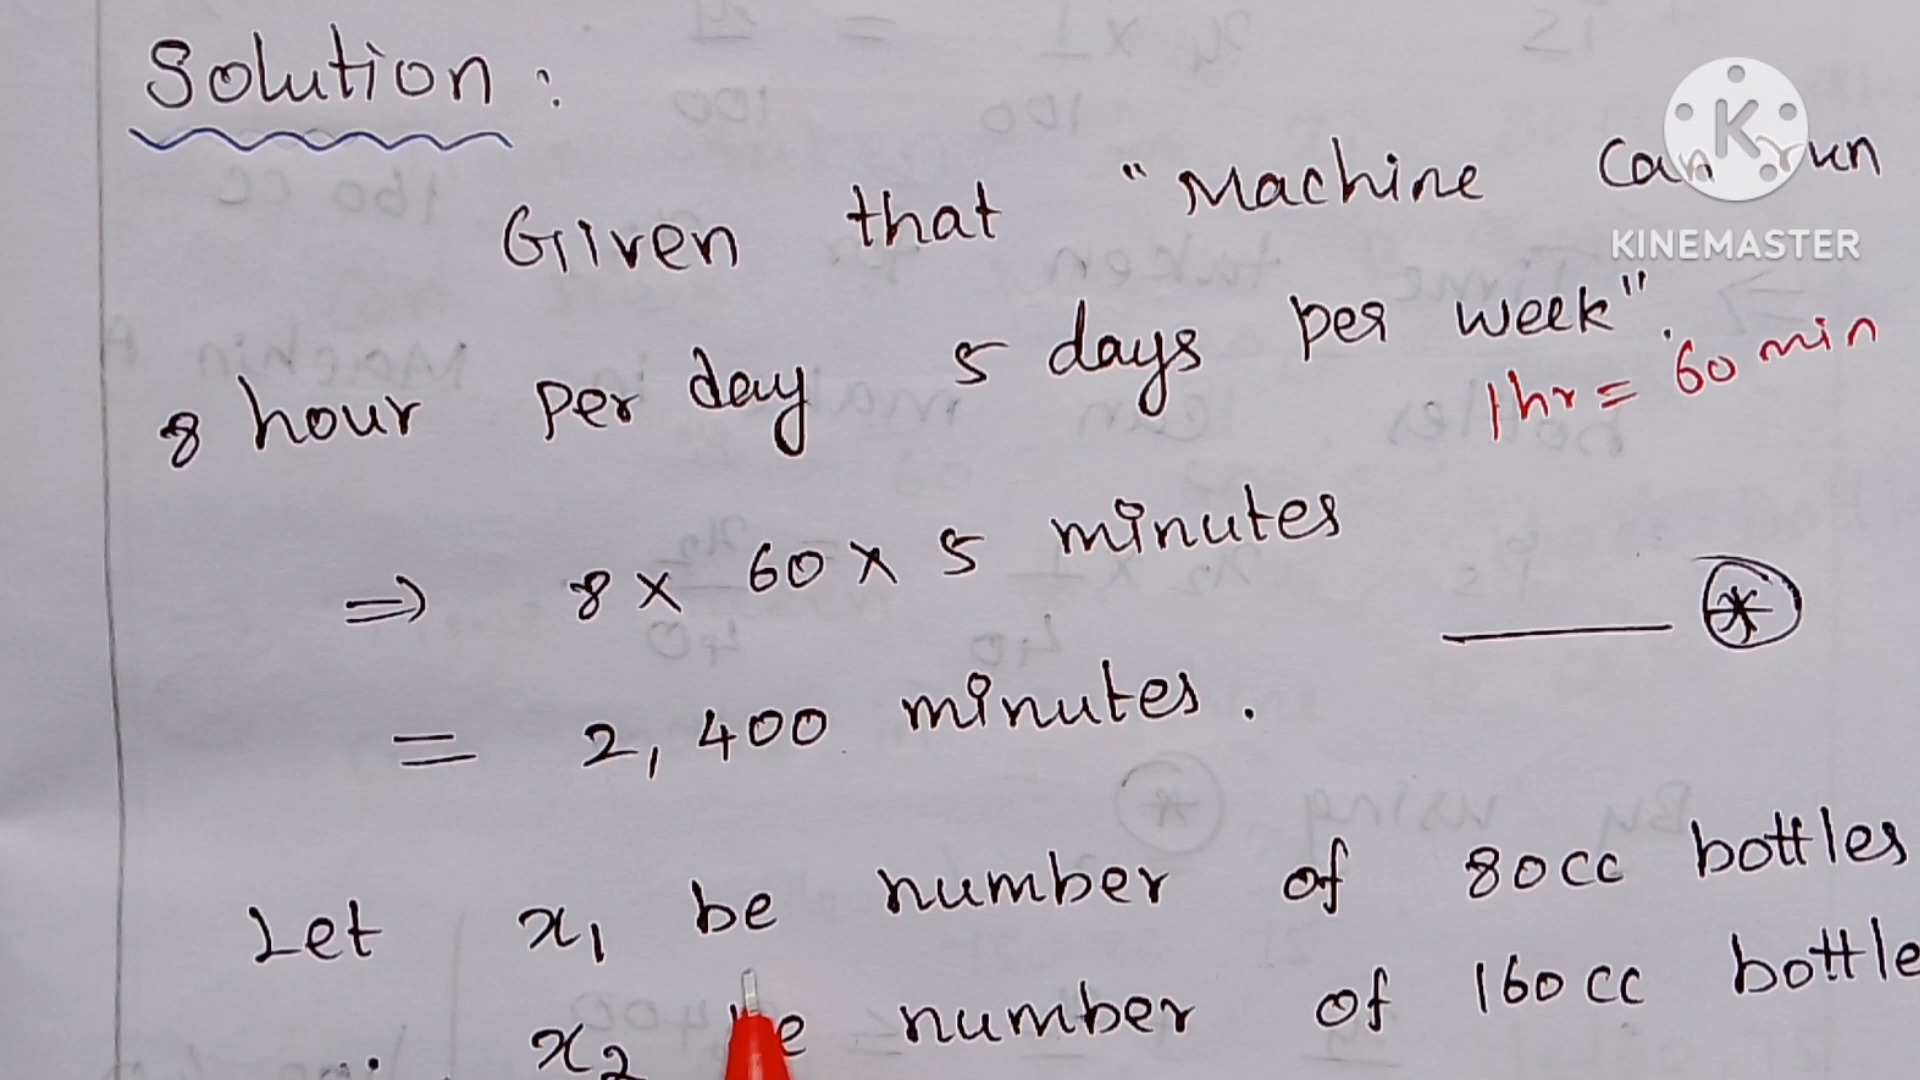 Solution :
Given that "Machine can run
KINEMASTER
8 hour per day 5 days per week".
1hr = 60 min
⇒ 8 × 60 × 5 minutes
= 2,400 minutes. —— ⊛
Let x₁ be number of 80cc bottles
x₂ be number of 160cc bottle